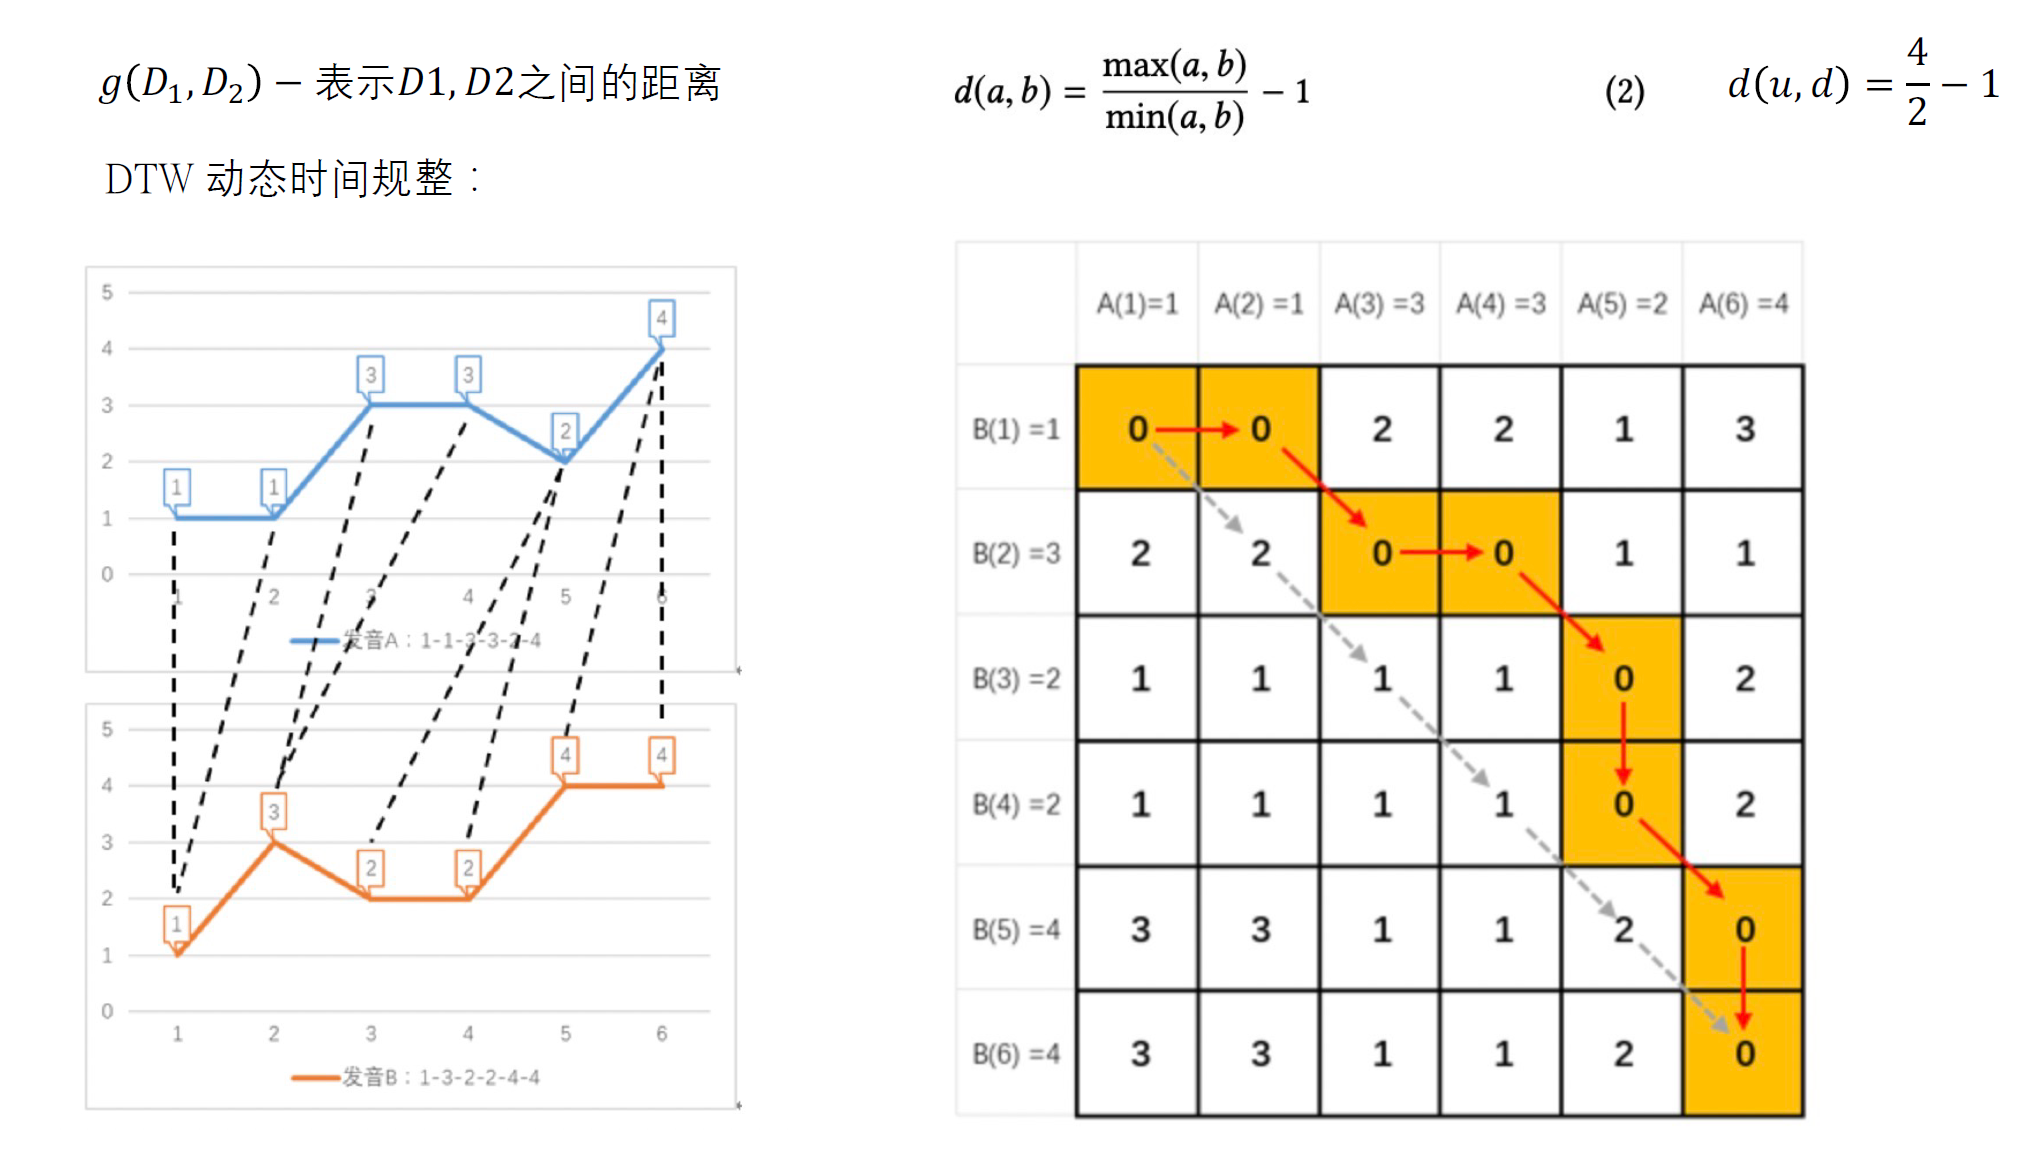 g(D₁, D₂) − 表示D1, D2之间的距离
d(a, b) = max(a, b) / min(a, b) − 1 (2)
d(u, d) = 4/2 − 1
DTW 动态时间规整：
5
4
3
2
1
0
1 1 3 3 2 4
1 2 3 4 5 6
发音A：1-1-3-3-2-4
5
4
3
2
1
0
1 3 2 2 4 4
1 2 3 4 5 6
发音B：1-3-2-2-4-4
A(1)=1 A(2) =1 A(3) =3 A(4) =3 A(5) =2 A(6) =4
B(1) =1 0 0 2 2 1 3
B(2) =3 2 2 0 0 1 1
B(3) =2 1 1 1 1 0 2
B(4) =2 1 1 1 1 0 2
B(5) =4 3 3 1 1 2 0
B(6) =4 3 3 1 1 2 0